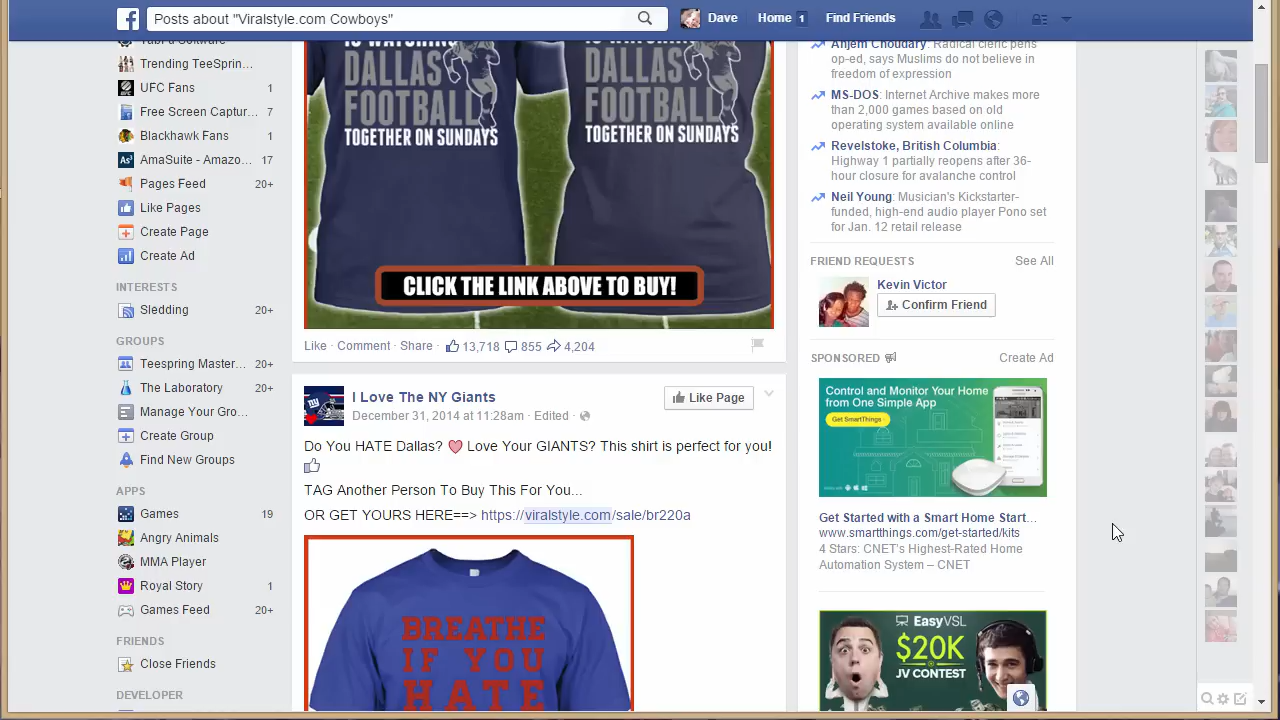 Posts about "Viralstyle.com Cowboys"
Dave
Home 1
Find Friends
Trending TeeSprin...
UFC Fans 1
Free Screen Captur... 7
Blackhawk Fans 1
AmaSuite - Amazo... 17
Pages Feed 20+
Like Pages
Create Page
Create Ad
INTERESTS
Sledding 20+
GROUPS
Teespring Master... 20+
The Laboratory 20+
Make Your Gro...
Create Group
Find New Groups
APPS
Games 19
Angry Animals
MMA Player
Royal Story 1
Games Feed 20+
FRIENDS
Close Friends
DEVELOPER
IS WATCHING
DALLAS
FOOTBALL
TOGETHER ON SUNDAYS
IS WATCHING
DALLAS
FOOTBALL
TOGETHER ON SUNDAYS
CLICK THE LINK ABOVE TO BUY!
Like · Comment · Share · 13,718 855 4,204
I Love The NY Giants
Like Page
December 31, 2014 at 11:28am · Edited ·
Do You HATE Dallas? Love Your GIANTS? This shirt is perfect for you!
TAG Another Person To Buy This For You...
OR GET YOURS HERE==> https://viralstyle.com/sale/br220a
BREATHE
IF YOU
HATE
Anjem Choudary: Radical cleric pens
op-ed, says Muslims do not believe in
freedom of expression
MS-DOS: Internet Archive makes more
than 2,000 games based on old
operating system available online
Revelstoke, British Columbia:
Highway 1 partially reopens after 36-
hour closure for avalanche control
Neil Young: Musician's Kickstarter-
funded, high-end audio player Pono set
for Jan. 12 retail release
FRIEND REQUESTS See All
Kevin Victor
Confirm Friend
SPONSORED Create Ad
Control and Monitor Your Home
from One Simple App
Get SmartThings
Get Started with a Smart Home Start...
www.smartthings.com/get-started/kits
4 Stars: CNET's Highest-Rated Home
Automation System – CNET
EasyVSL
$20K
JV CONTEST